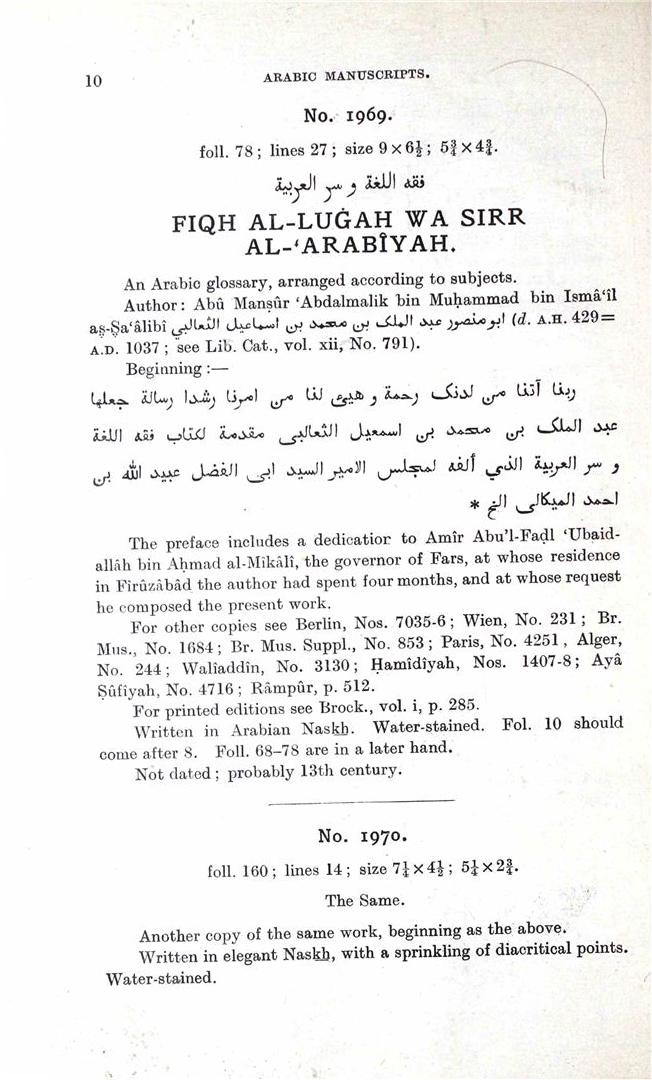 10
ARABIC MANUSCRIPTS.
No. 1969.
foll. 78; lines 27; size 9 × 6½; 5¾ × 4¾.
فقه اللغة و سر العربية
FIQH AL-LUĠAH WA SIRR
AL-‘ARABÎYAH.
An Arabic glossary, arranged according to subjects.
Author: Abû Manṣûr ‘Abdalmalik bin Muḥammad bin Ismâ‘îl
aṣ-Ṣa‘âlibî ابو منصور عبد الملك بن محمد بن اسماعيل الثعالبي (d. A.H. 429=
A.D. 1037; see Lib. Cat., vol. xii, No. 791).
Beginning:—
ربنا آتنا من لدنك رحمة و هيئ لنا من امرنا رشدا رسالة جعلها
عبد الملك بن محمد بن اسمعيل الثعالبى مقدمة لكتاب فقه اللغة
و سر العربية الذي ألفه لمجلس الامير السيد ابى الفضل عبيد الله بن
احمد الميكالى الخ *
The preface includes a dedicatior to Amîr Abu’l-Faḍl ‘Ubaid-
allâh bin Aḥmad al-Mîkâlî, the governor of Fars, at whose residence
in Fîrûzâbâd the author had spent four months, and at whose request
he composed the present work.
For other copies see Berlin, Nos. 7035-6; Wien, No. 231; Br.
Mus., No. 1684; Br. Mus. Suppl., No. 853; Paris, No. 4251, Alger,
No. 244; Walîaddîn, No. 3130; Ḥamîdîyah, Nos. 1407-8; Ayâ
Ṣûfiyah, No. 4716; Râmpûr, p. 512.
For printed editions see Brock., vol. i, p. 285.
Written in Arabian Naskh. Water-stained. Fol. 10 should
come after 8. Foll. 68–78 are in a later hand.
Not dated; probably 13th century.
No. 1970.
foll. 160; lines 14; size 7¼ × 4½; 5¼ × 2¾.
The Same.
Another copy of the same work, beginning as the above.
Written in elegant Naskh, with a sprinkling of diacritical points.
Water-stained.